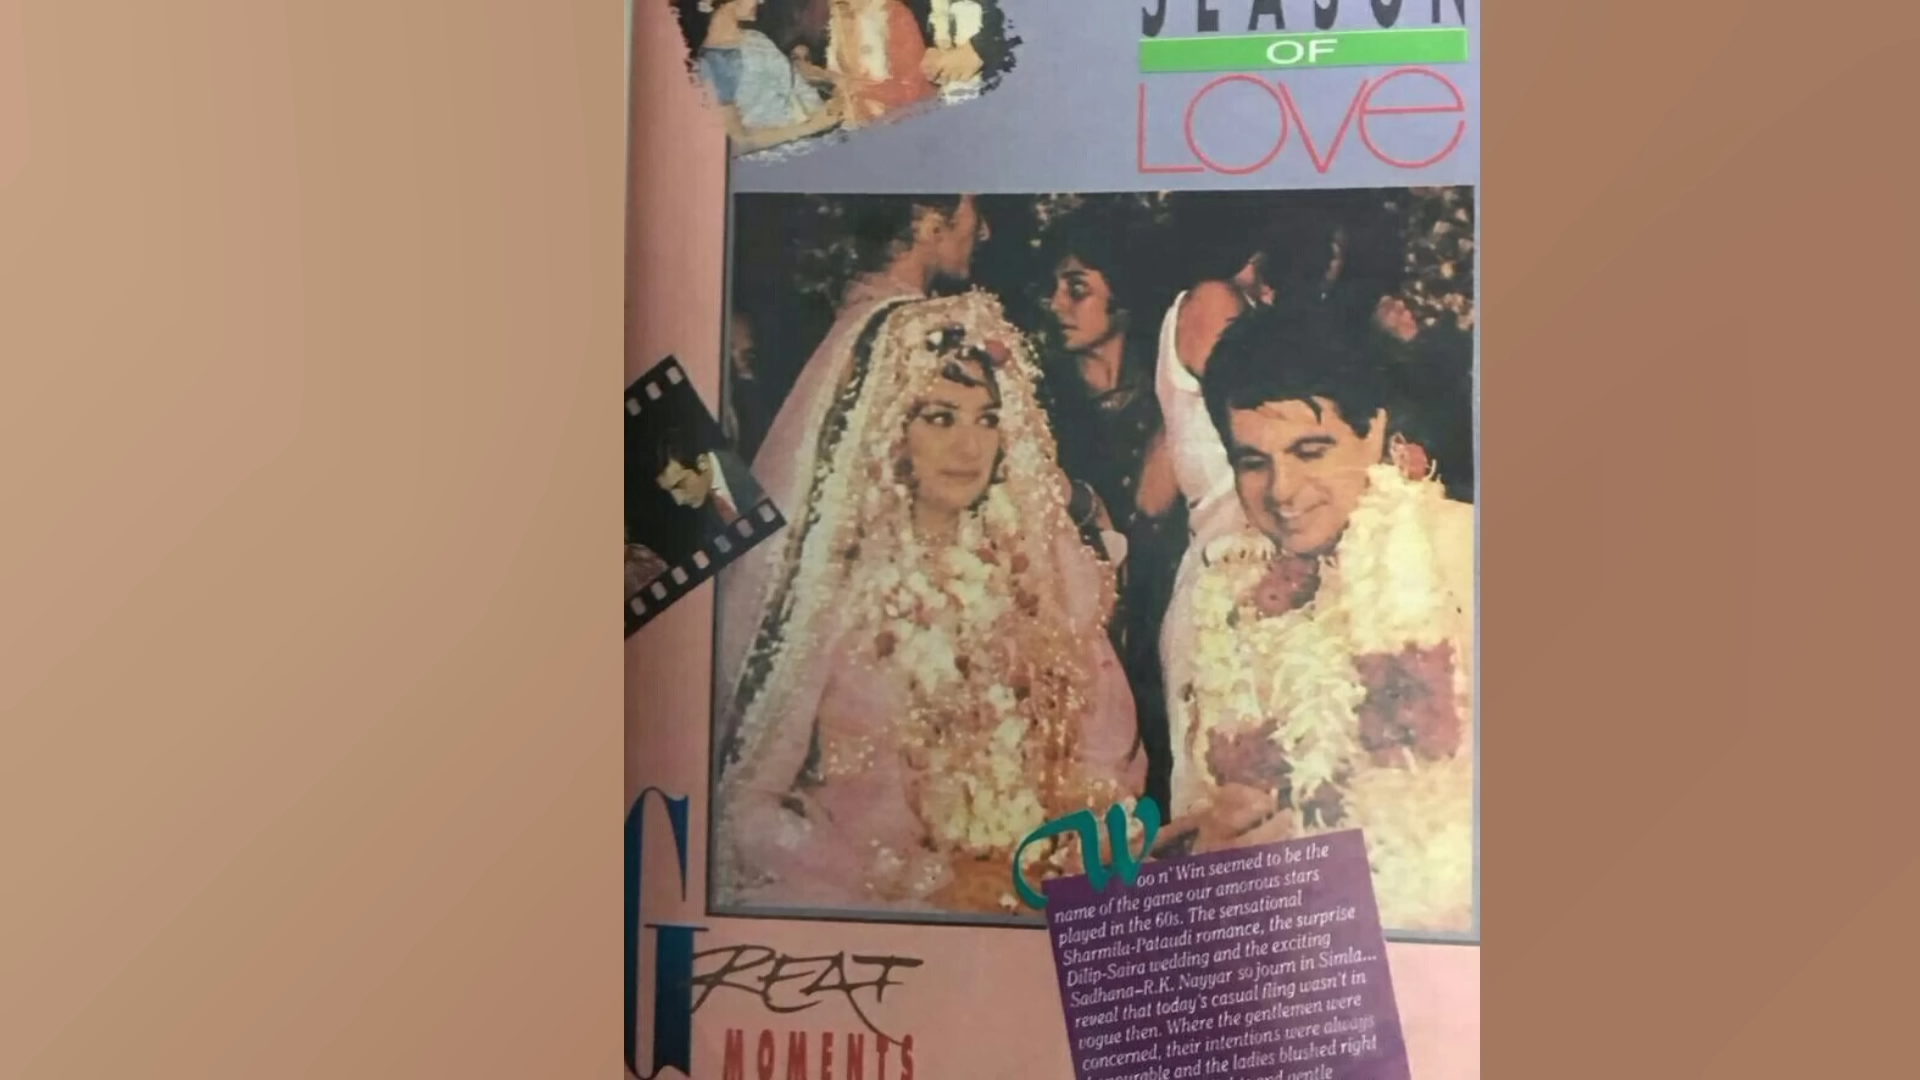 SEASON
OF
LOVE
Woo n' Win seemed to be the
name of the game our amorous stars
played in the 60s. The sensational
Sharmila-Pataudi romance, the surprise
Dilip-Saira wedding and the exciting
Sadhana-R.K. Nayyar sojourn in Simla...
reveal that today's casual fling wasn't in
vogue then. Where the gentlemen were
concerned, their intentions were always
and the ladies blushed right
and gentle
GREAT
MOMENTS